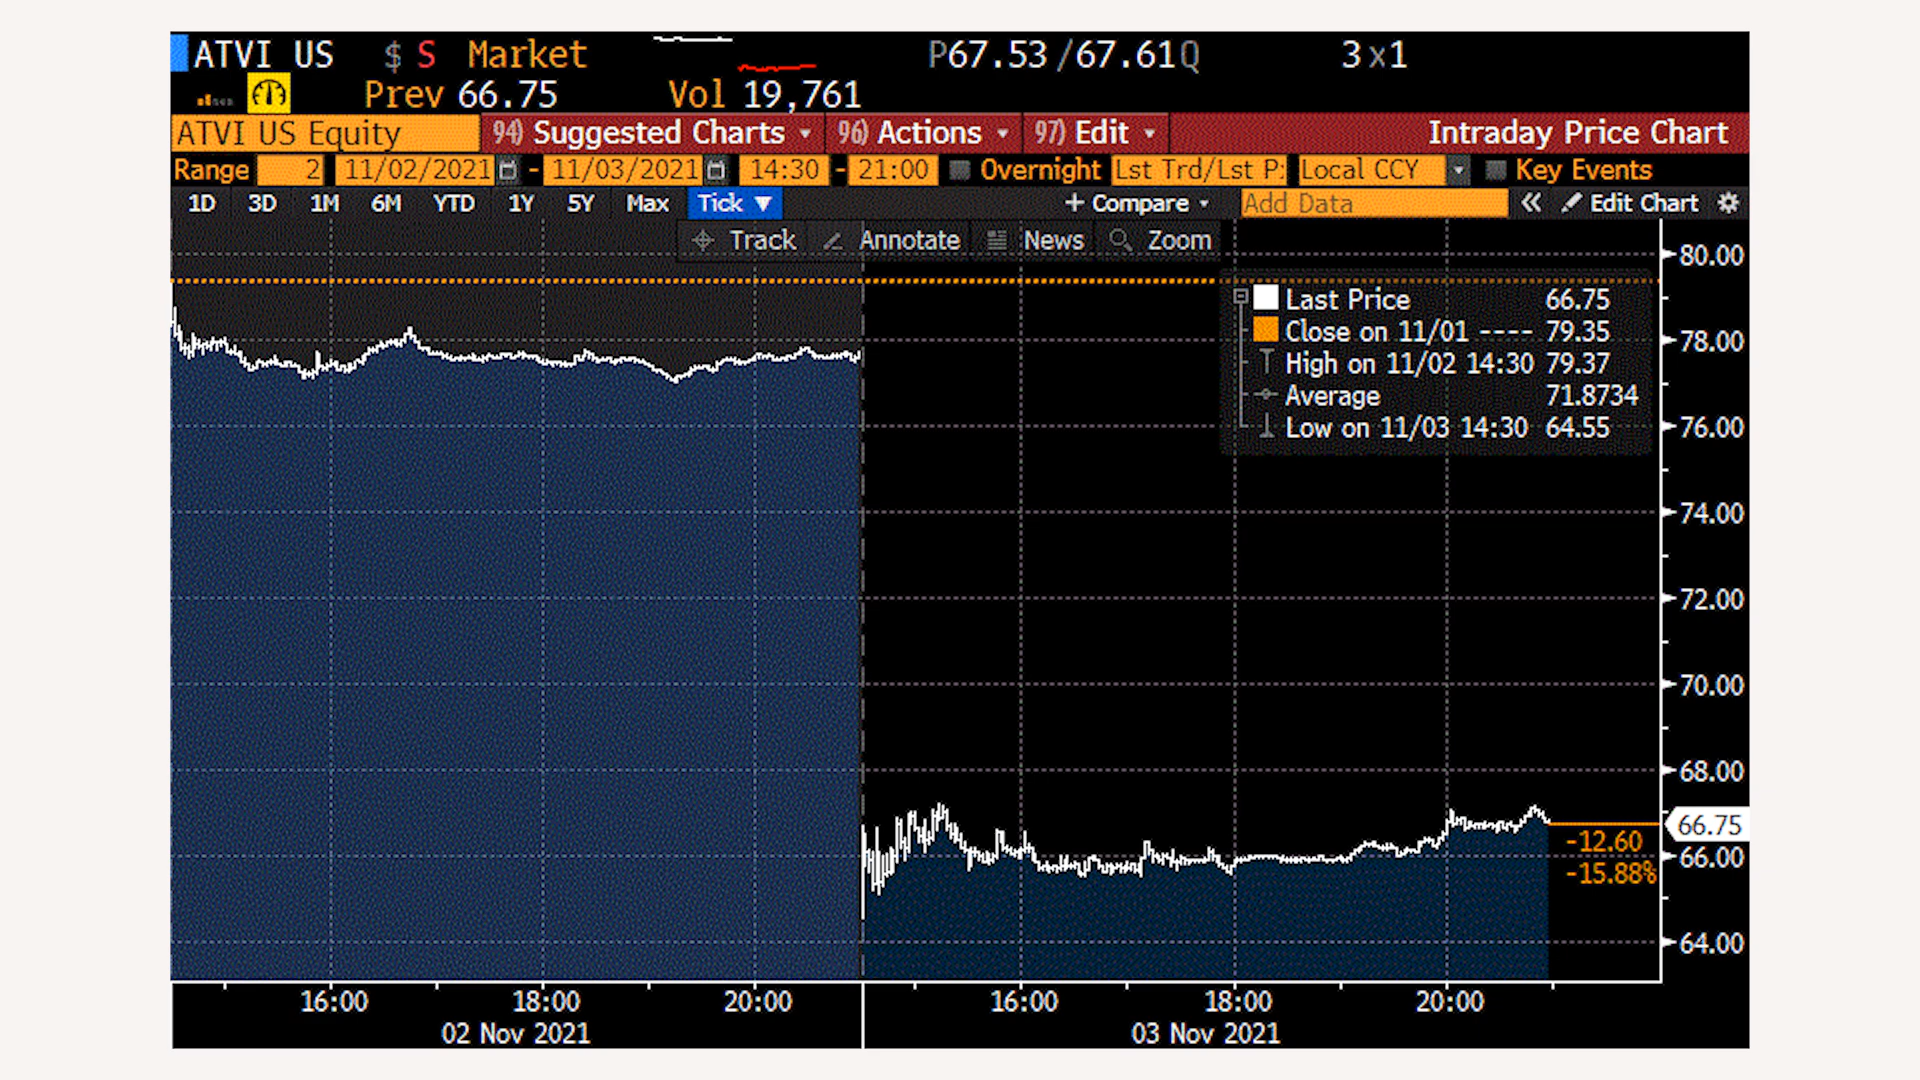 ATVI US $ S Market P67.53/67.61Q 3x1
Prev 66.75 Vol 19,761
ATVI US Equity 94) Suggested Charts 96) Actions 97) Edit Intraday Price Chart
Range 2 11/02/2021 - 11/03/2021 14:30 - 21:00 Overnight Lst Trd/Lst P: Local CCY Key Events
1D 3D 1M 6M YTD 1Y 5Y Max Tick ▼ + Compare Add Data « Edit Chart
Track Annotate News Zoom
80.00
Last Price 66.75
Close on 11/01 ---- 79.35
78.00
High on 11/02 14:30 79.37
Average 71.8734
Low on 11/03 14:30 64.55
76.00
74.00
72.00
70.00
68.00
66.75
-12.60
66.00
-15.88%
64.00
16:00 18:00 20:00 16:00 18:00 20:00
02 Nov 2021 03 Nov 2021